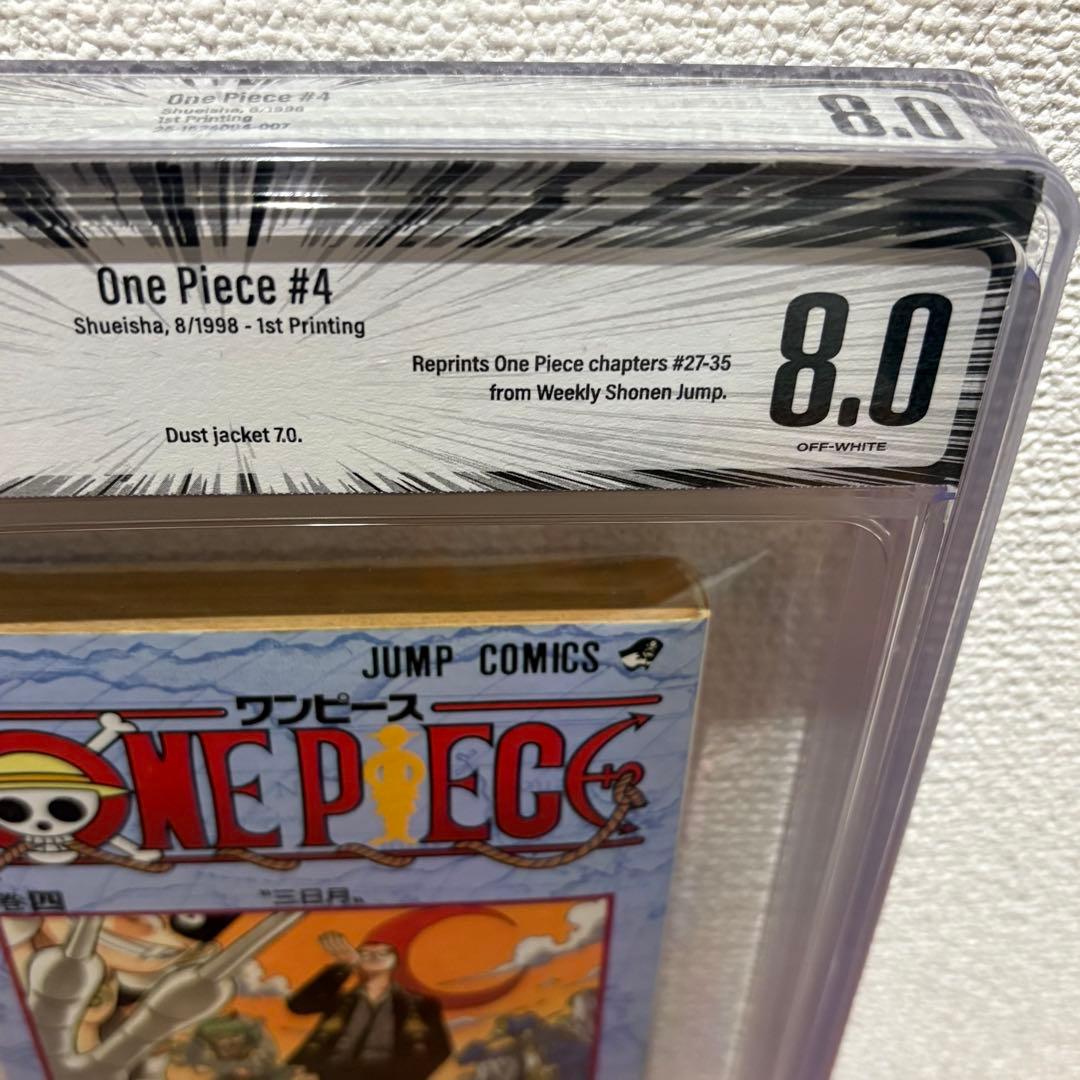 One Piece #4
Shueisha, 8/1998
1st Printing
8.0
One Piece #4
Shueisha, 8/1998 - 1st Printing
Reprints One Piece chapters #27-35
from Weekly Shonen Jump.
8.0
OFF-WHITE
Dust jacket 7.0.
JUMP COMICS
ワンピース
ONE PIECE
巻四
"三日月"